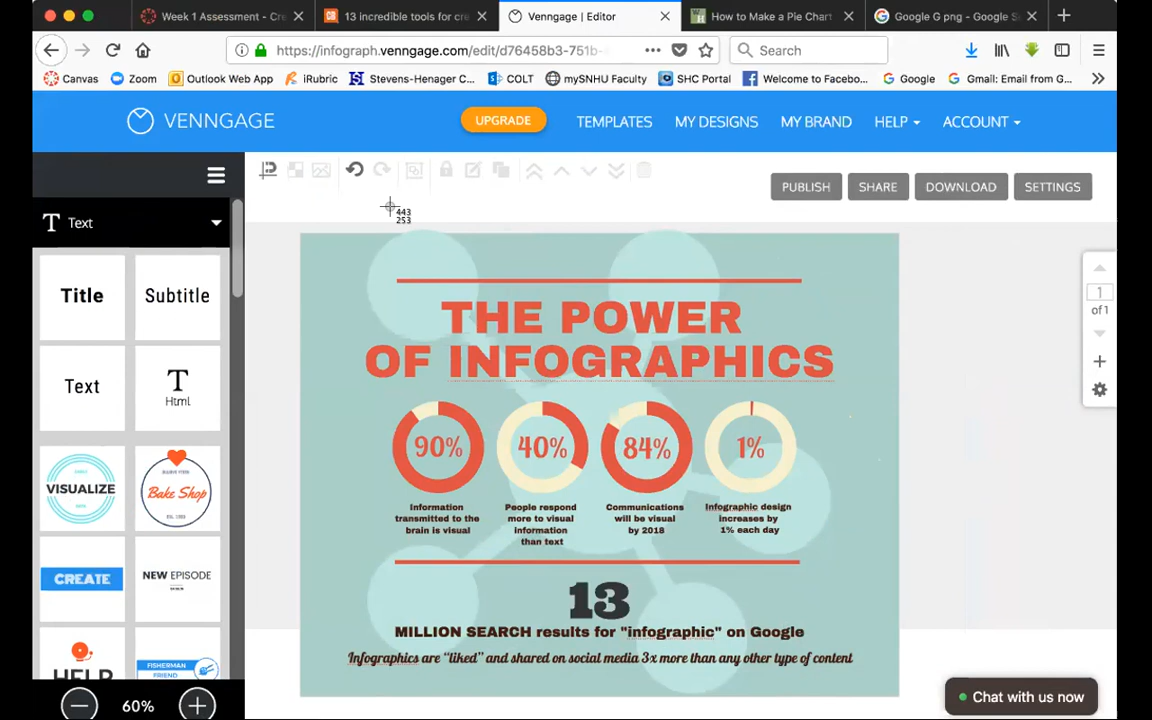 Week 1 Assessment - Cre
13 incredible tools for cre
Venngage | Editor
How to Make a Pie Chart
Google G png - Google S
https://infograph.venngage.com/edit/d76458b3-751b-
Search
Canvas
Zoom
Outlook Web App
iRubric
Stevens-Henager C...
COLT
mySNHU Faculty
SHC Portal
Welcome to Facebo...
Google
Gmail: Email from G...
VENNGAGE
UPGRADE
TEMPLATES
MY DESIGNS
MY BRAND
HELP
ACCOUNT
PUBLISH
SHARE
DOWNLOAD
SETTINGS
443
253
T Text
Title
Subtitle
Text
T
Html
VISUALIZE
Bake Shop
CREATE
NEW EPISODE
HELP
FISHERMAN
FRIEND
60%
THE POWER
OF INFOGRAPHICS
90%
40%
84%
1%
Information
transmitted to the
brain is visual
People respond
more to visual
information
than text
Communications
will be visual
by 2018
Infographic design
increases by
1% each day
13
MILLION SEARCH results for "infographic" on Google
Infographics are “liked” and shared on social media 3x more than any other type of content
1
of 1
Chat with us now